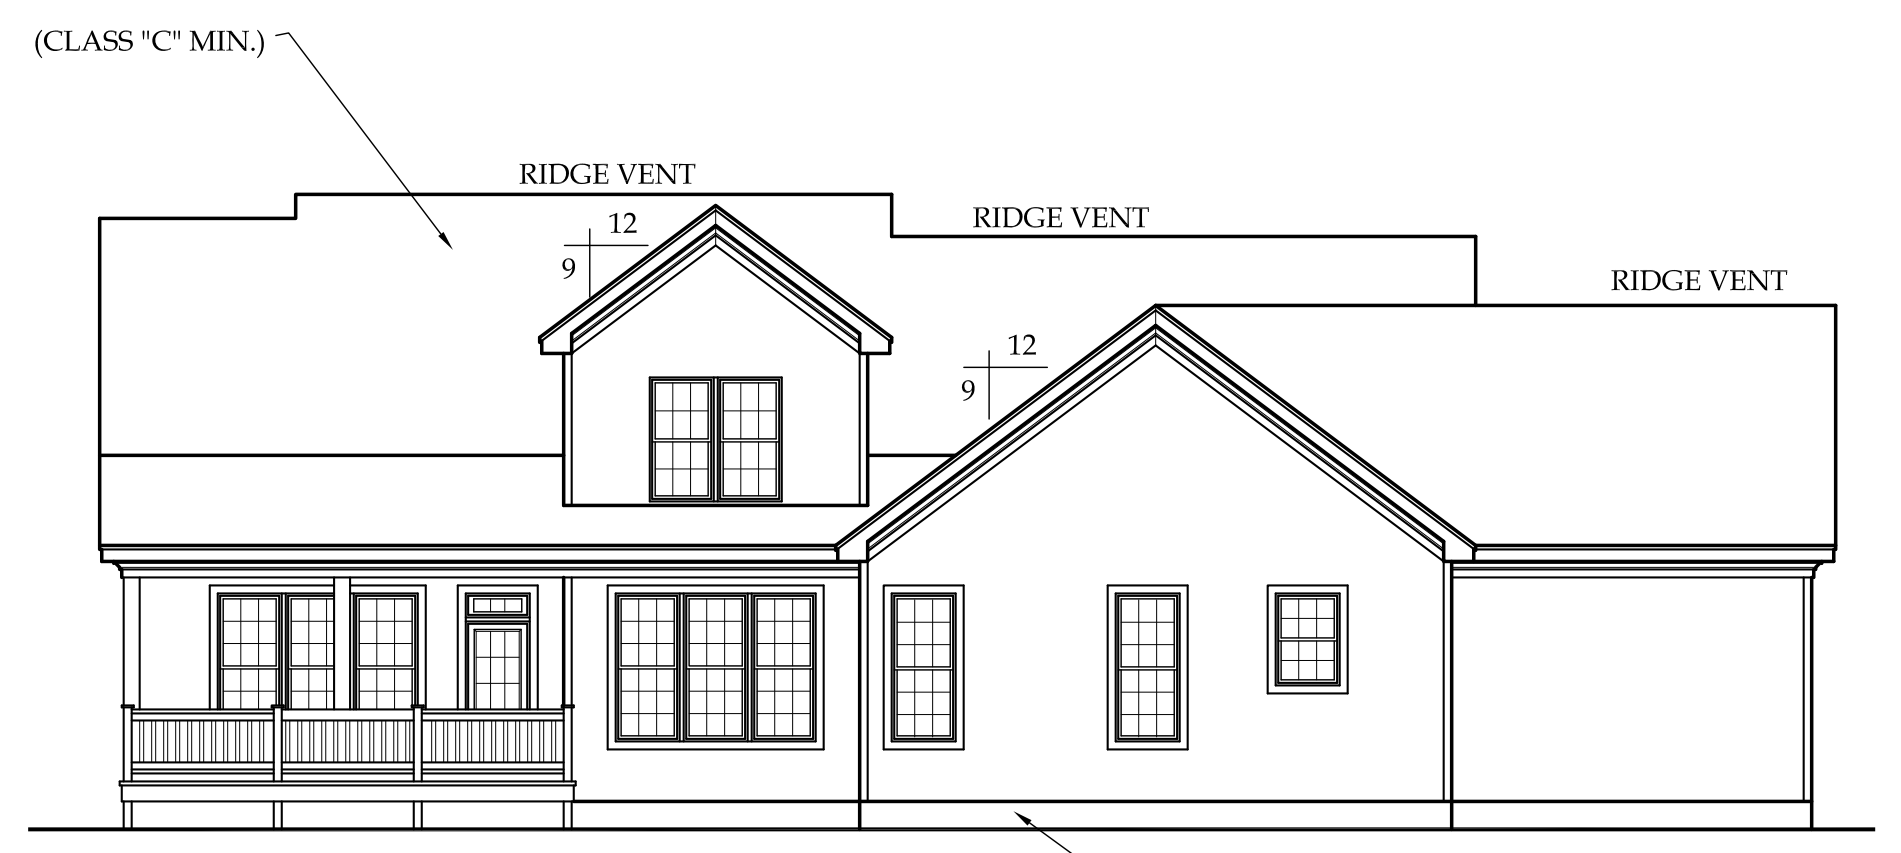 (CLASS "C" MIN.)
RIDGE VENT
RIDGE VENT
RIDGE VENT
12
9
12
9